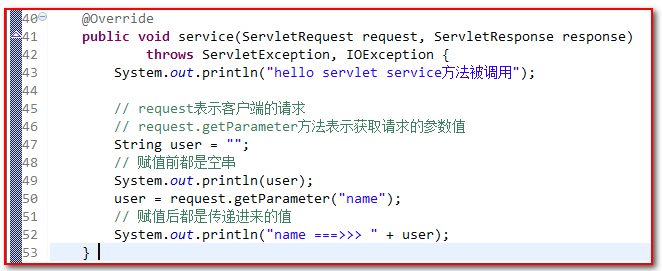 40 @Override
41 public void service(ServletRequest request, ServletResponse response)
42 throws ServletException, IOException {
43 System.out.println("hello servlet service方法被调用");
44
45 // request表示客户端的请求
46 // request.getParameter方法表示获取请求的参数值
47 String user = "";
48 // 赋值前都是空串
49 System.out.println(user);
50 user = request.getParameter("name");
51 // 赋值后都是传递进来的值
52 System.out.println("name ===>>> " + user);
53 }